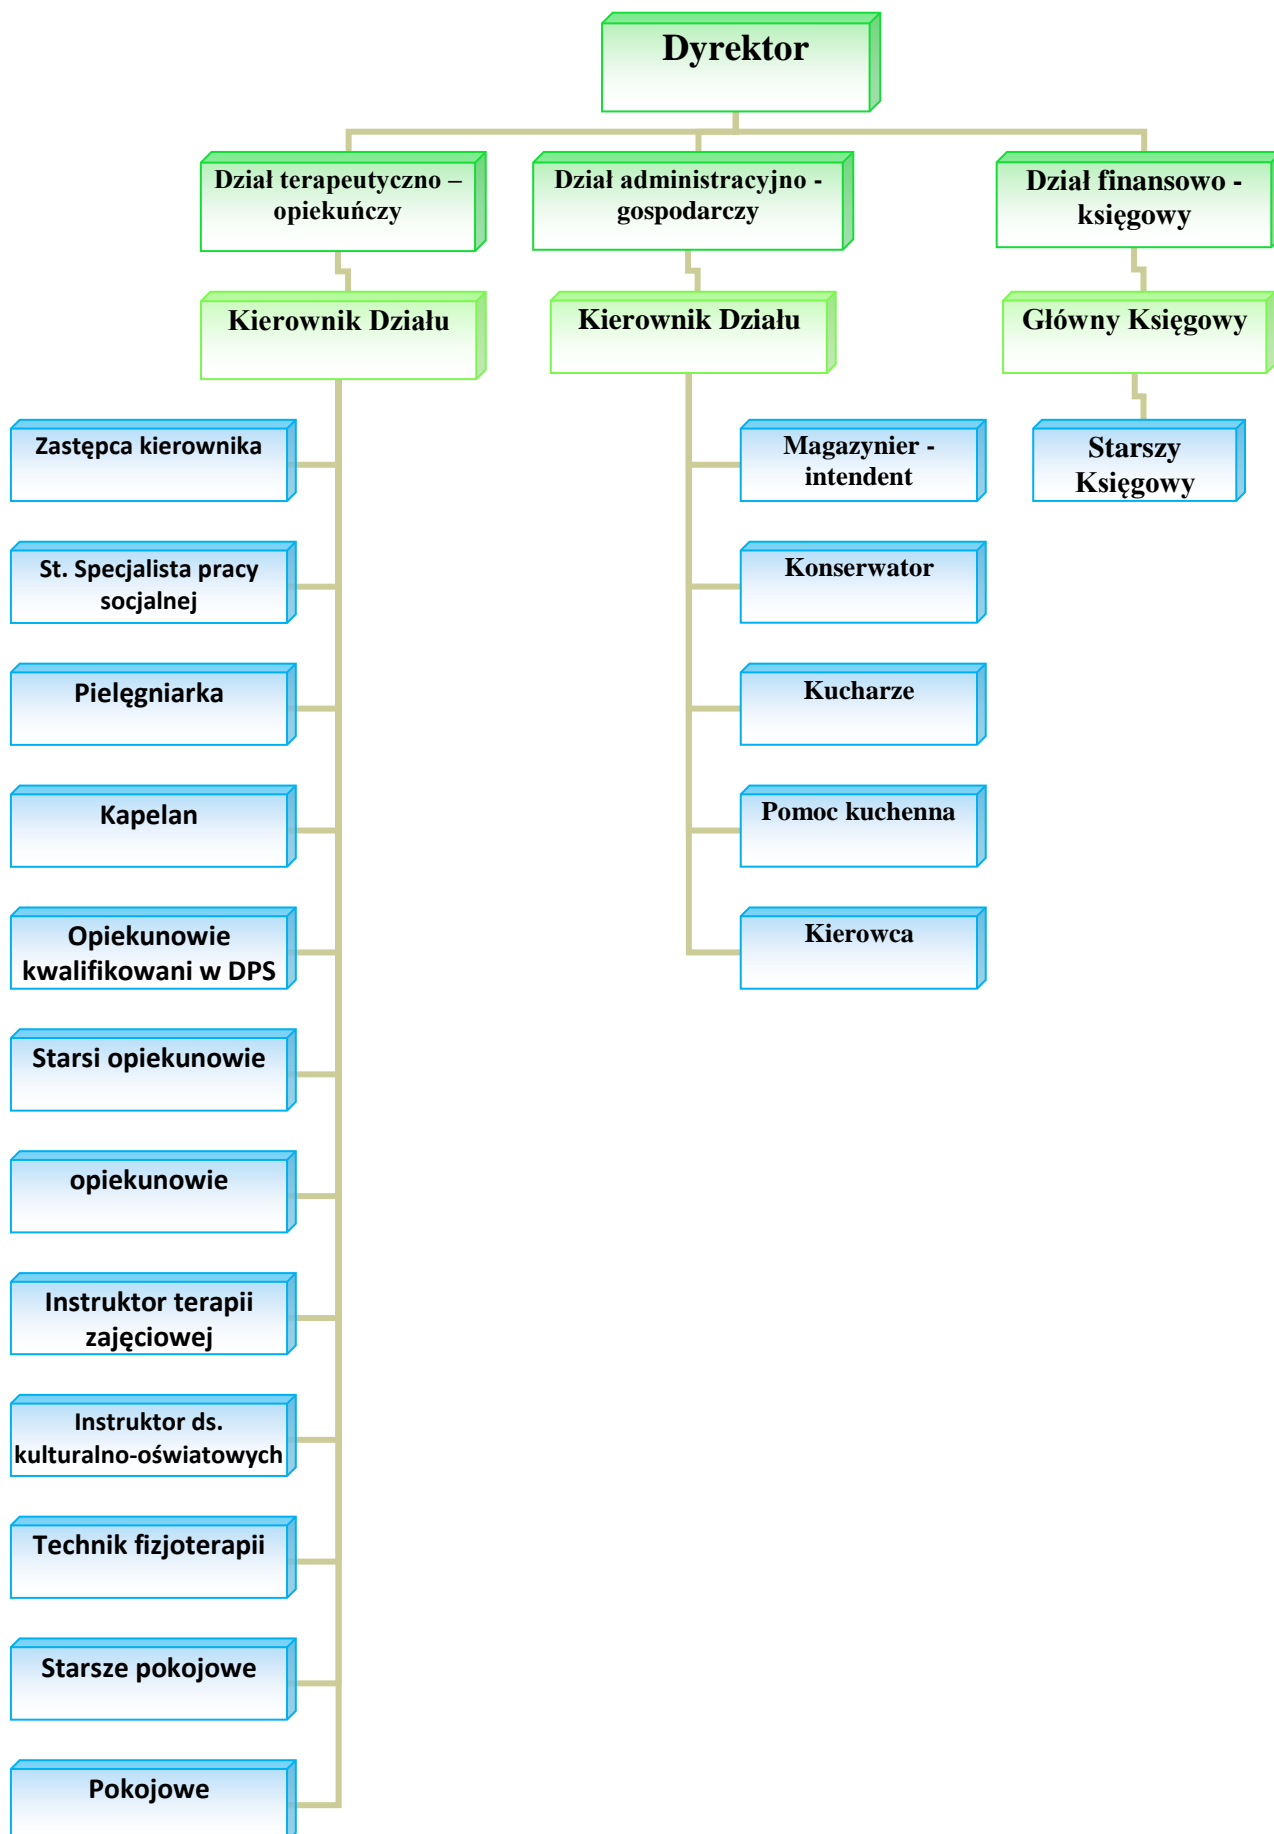 Dyrektor
Dział terapeutyczno –
opiekuńczy
Dział administracyjno -
gospodarczy
Dział finansowo -
księgowy
Kierownik Działu
Kierownik Działu
Główny Księgowy
Zastępca kierownika
St. Specjalista pracy
socjalnej
Pielęgniarka
Kapelan
Opiekunowie
kwalifikowani w DPS
Starsi opiekunowie
opiekunowie
Instruktor terapii
zajęciowej
Instruktor ds.
kulturalno-oświatowych
Technik fizjoterapii
Starsze pokojowe
Pokojowe
Magazynier -
intendent
Konserwator
Kucharze
Pomoc kuchenna
Kierowca
Starszy
Księgowy